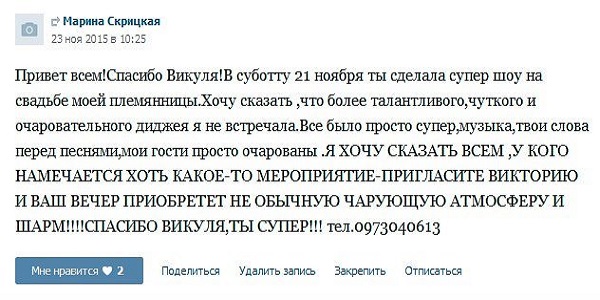 Марина Скрицкая
23 ноя 2015 в 10:25
Привет всем!Спасибо Викуля!В субботу 21 ноября ты сделала супер шоу на
свадьбе моей племянницы.Хочу сказать ,что более талантливого,чуткого и
очаровательного диджея я не встречала.Все было просто супер,музыка,твои слова
перед песнями,мои гости просто очарованы .Я ХОЧУ СКАЗАТЬ ВСЕМ ,У КОГО
НАМЕЧАЕТСЯ ХОТЬ КАКОЕ-ТО МЕРОПРИЯТИЕ-ПРИГЛАСИТЕ ВИКТОРИЮ
И ВАШ ВЕЧЕР ПРИОБРЕТЕТ НЕ ОБЫЧНУЮ ЧАРУЮЩУЮ АТМОСФЕРУ И
ШАРМ!!!!СПАСИБО ВИКУЛЯ,ТЫ СУПЕР!!! тел.0973040613
Мне нравится 2 Поделиться Удалить запись Закрепить Отписаться